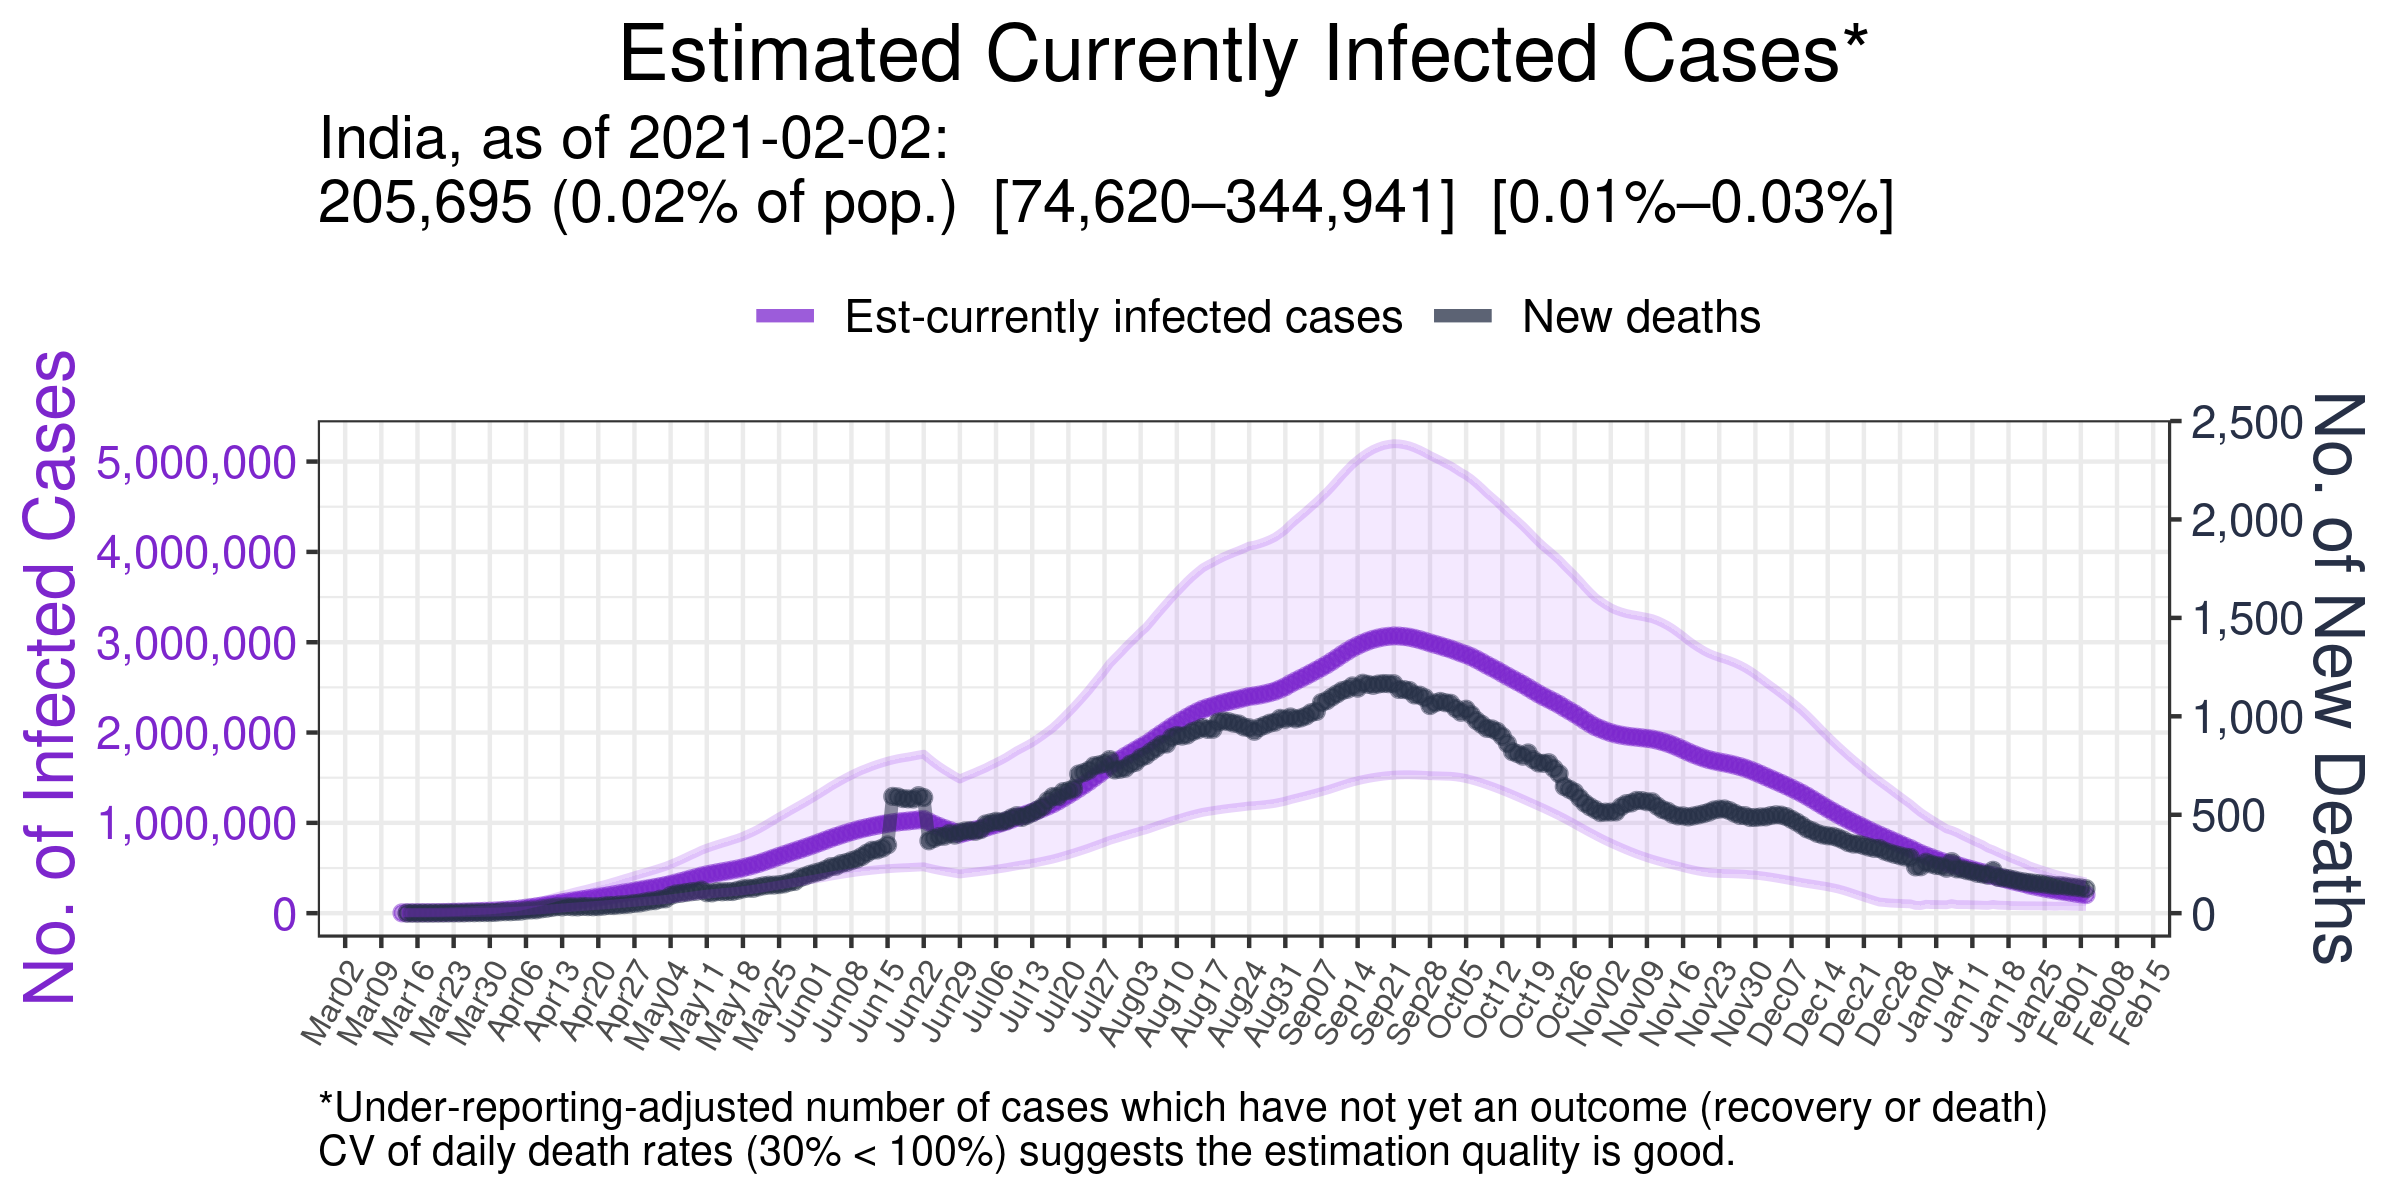 Estimated Currently Infected Cases*
India, as of 2021-02-02:
205,695 (0.02% of pop.) [74,620–344,941] [0.01%–0.03%]
Est-currently infected cases
New deaths
No. of Infected Cases
5,000,000
4,000,000
3,000,000
2,000,000
1,000,000
0
2,500
2,000
1,500
1,000
500
0
No. of New Deaths
Mar02
Mar09
Mar16
Mar23
Mar30
Apr06
Apr13
Apr20
Apr27
May04
May11
May18
May25
Jun01
Jun08
Jun15
Jun22
Jun29
Jul06
Jul13
Jul20
Jul27
Aug03
Aug10
Aug17
Aug24
Aug31
Sep07
Sep14
Sep21
Sep28
Oct05
Oct12
Oct19
Oct26
Nov02
Nov09
Nov16
Nov23
Nov30
Dec07
Dec14
Dec21
Dec28
Jan04
Jan11
Jan18
Jan25
Feb01
Feb08
Feb15
*Under-reporting-adjusted number of cases which have not yet an outcome (recovery or death)
CV of daily death rates (30% < 100%) suggests the estimation quality is good.